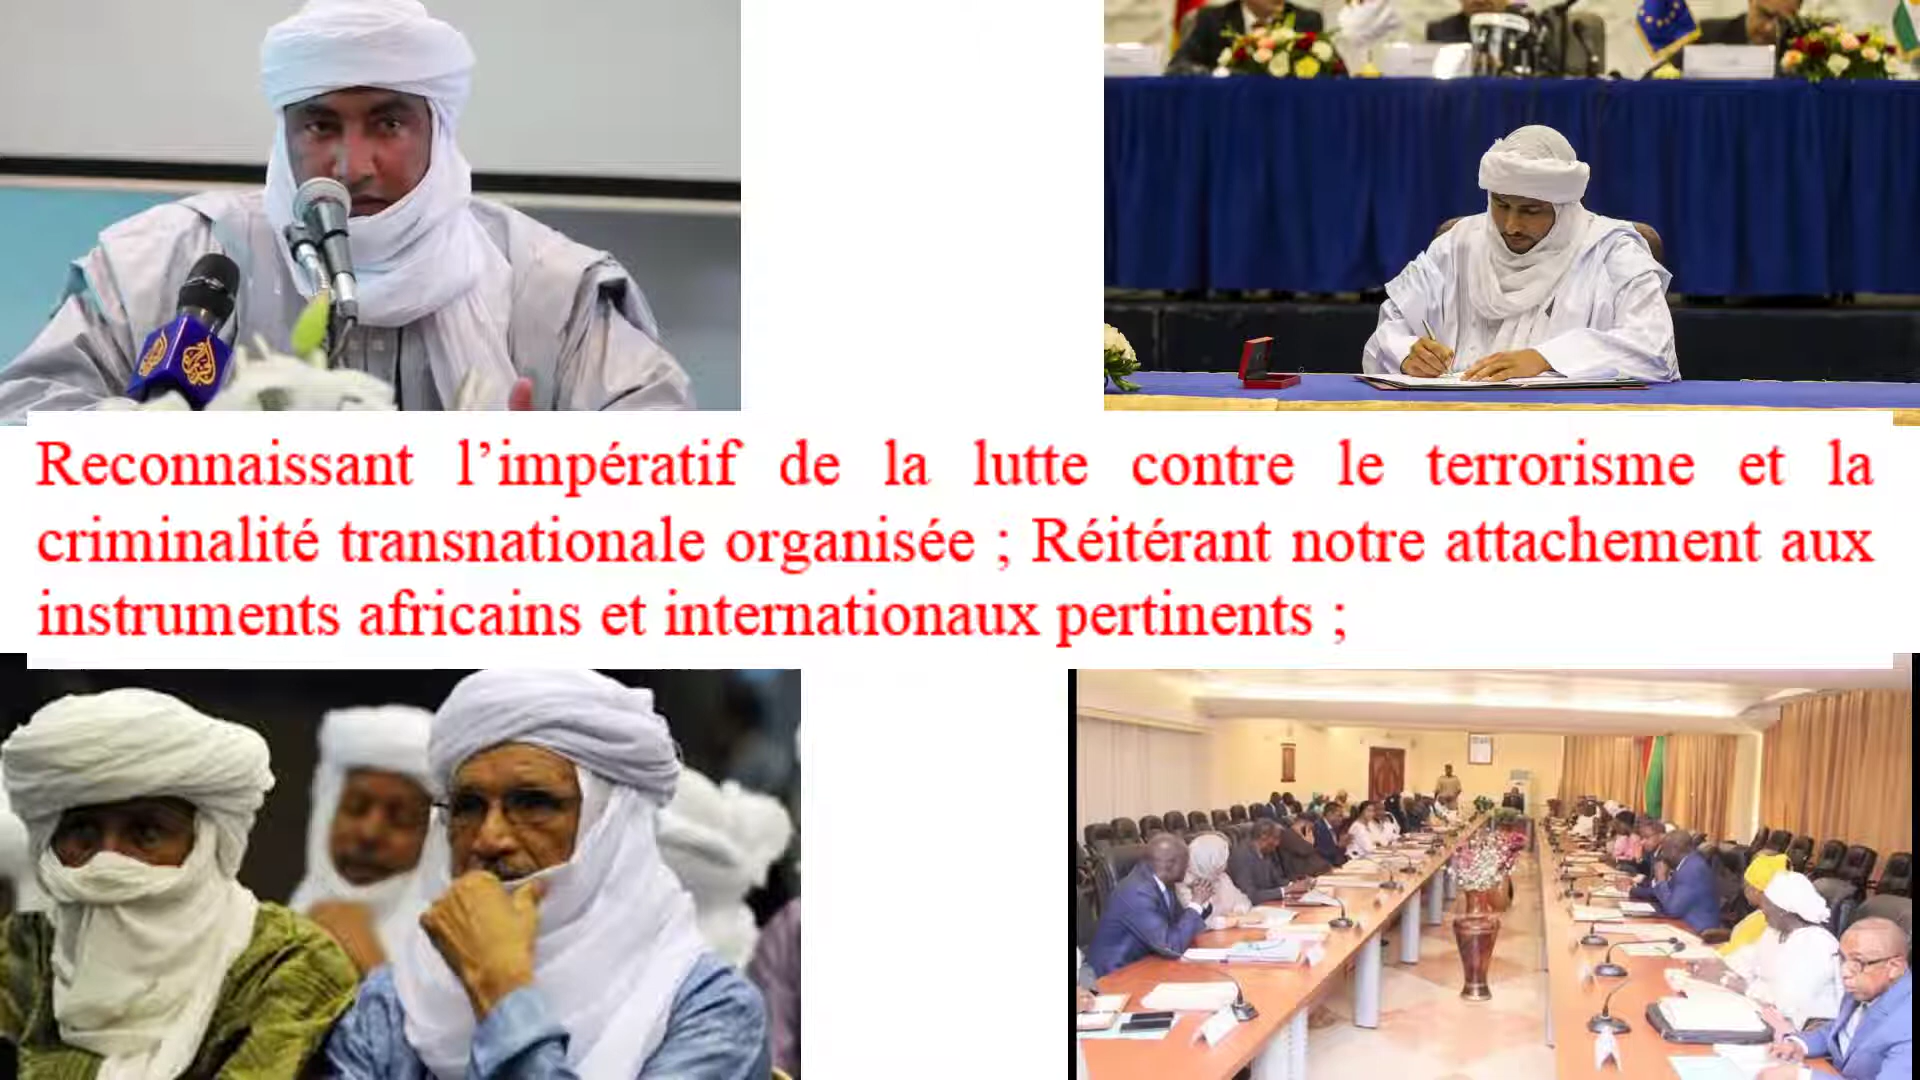 Reconnaissant l’impératif de la lutte contre le terrorisme et la
criminalité transnationale organisée ; Réitérant notre attachement aux
instruments africains et internationaux pertinents ;